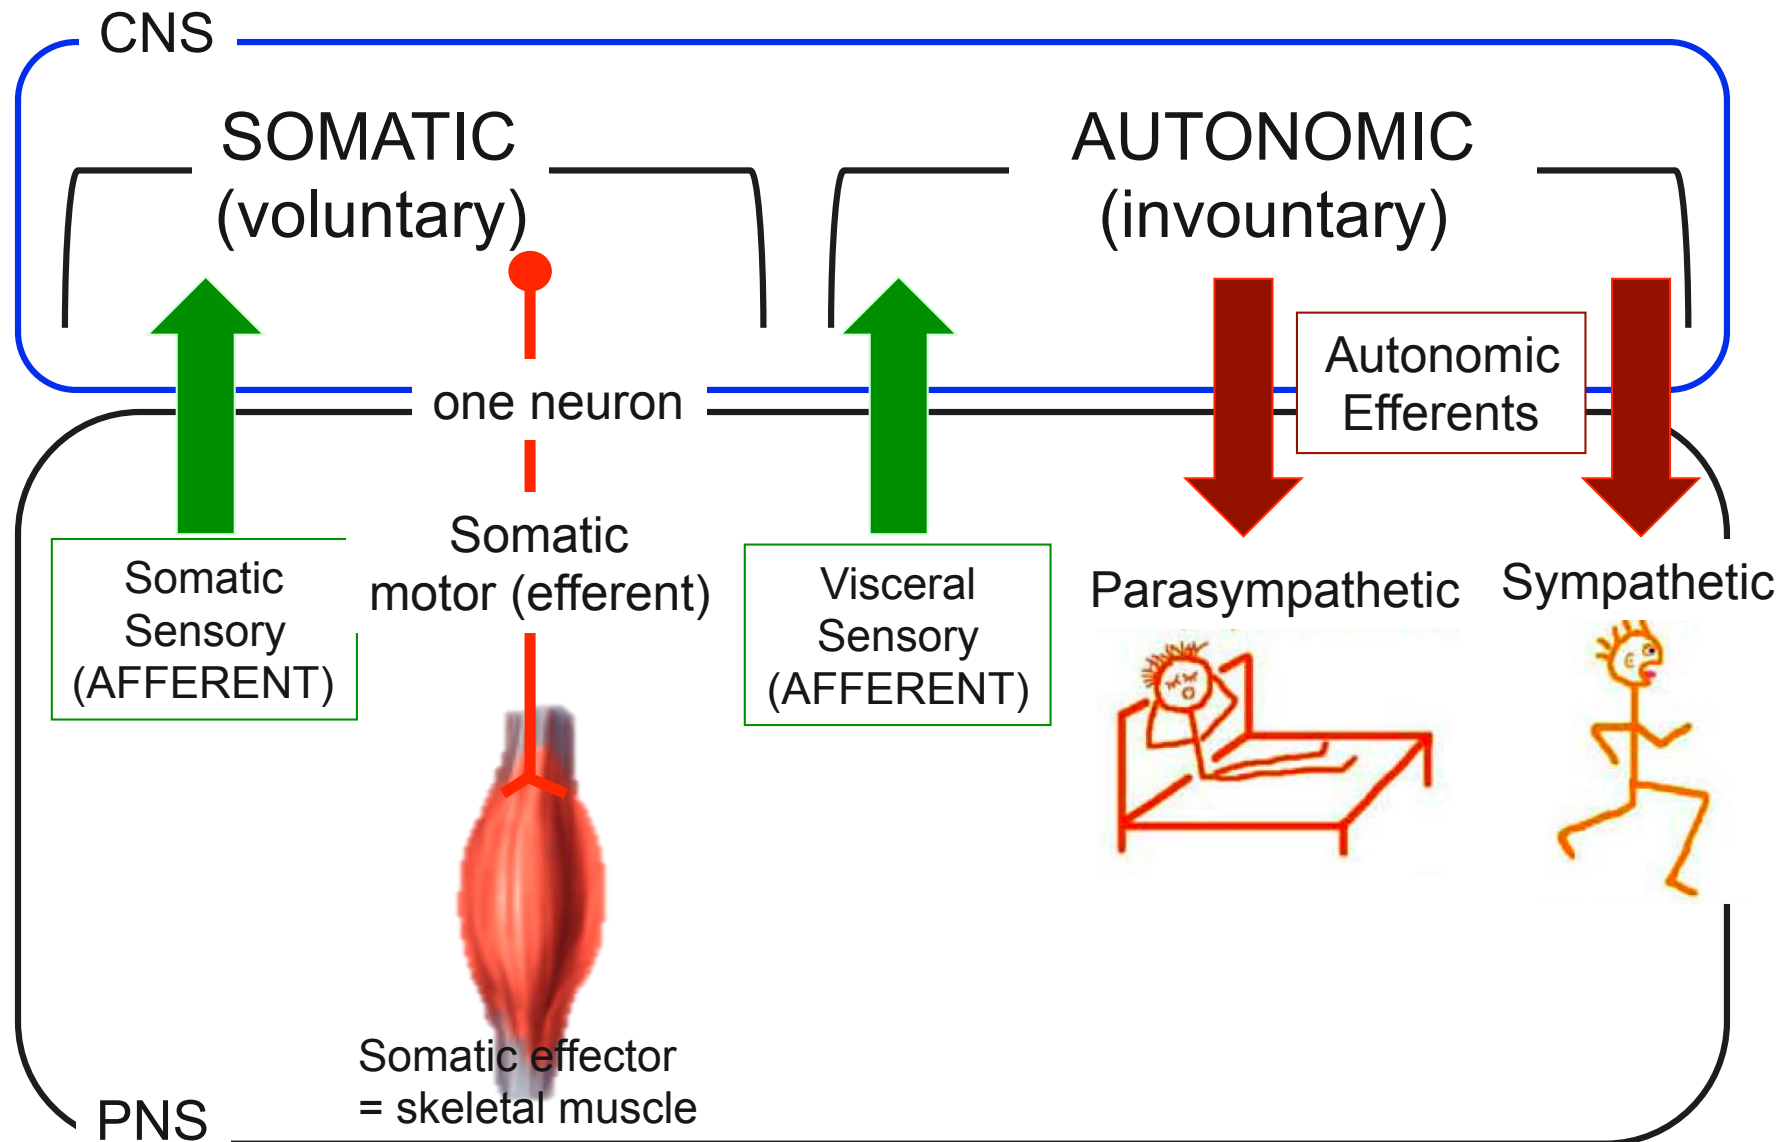 CNS
SOMATIC
(voluntary)
AUTONOMIC
(invountary)
one neuron
Autonomic
Efferents
Somatic
Sensory
(AFFERENT)
Somatic
motor (efferent)
Visceral
Sensory
(AFFERENT)
Parasympathetic
Sympathetic
Somatic effector
= skeletal muscle
PNS